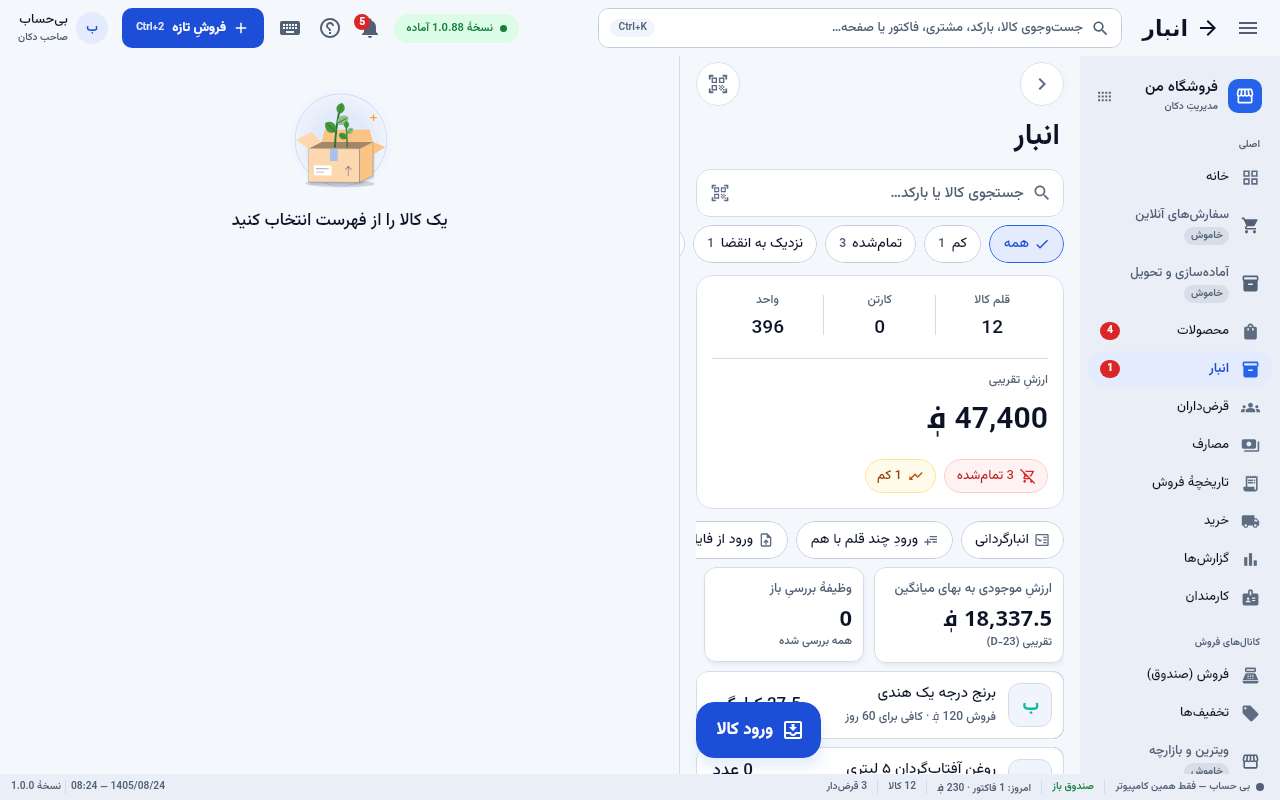 انبار
جست‌وجوی کالا، بارکد، مشتری، فاکتور یا صفحه…
Ctrl+K
نسخهٔ 1.0.88 آماده
5
فروشِ تازه
Ctrl+2
ب
بی‌حساب
صاحب دکان
فروشگاه من
مدیریت دکان
اصلی
خانه
سفارش‌های آنلاین
خاموش
آماده‌سازی و تحویل
خاموش
محصولات
4
انبار
1
قرض‌داران
مصارف
تاریخچهٔ فروش
خرید
گزارش‌ها
کارمندان
کانال‌های فروش
فروش (صندوق)
تخفیف‌ها
ویترین و بازارچه
خاموش
انبار
جستجوی کالا یا بارکد…
همه
کم 1
تمام‌شده 3
نزدیک به انقضا 1
قلم کالا
12
کارتن
0
واحد
396
ارزشِ تقریبی
47,400 ؋
3 تمام‌شده
1 کم
انبارگردانی
ورودِ چند قلم با هم
ورود از فایل
ارزشِ موجودی به بهای میانگین
18,337.5 ؋
تقریبی (D-23)
وظیفهٔ بررسیِ باز
0
همه بررسی شده
ب
برنج درجه یک هندی
فروش 120 ؋ · کافی برای 60 روز
روغن آفتاب‌گردان ۵ لیتری
0 عدد
ورود کالا
یک کالا را از فهرست انتخاب کنید
بی حساب — فقط همین کامپیوتر
صندوق باز
امروز: 1 فاکتور · 230 ؋
12 کالا
3 قرض‌دار
1405/08/24 — 08:24
نسخهٔ 1.0.0